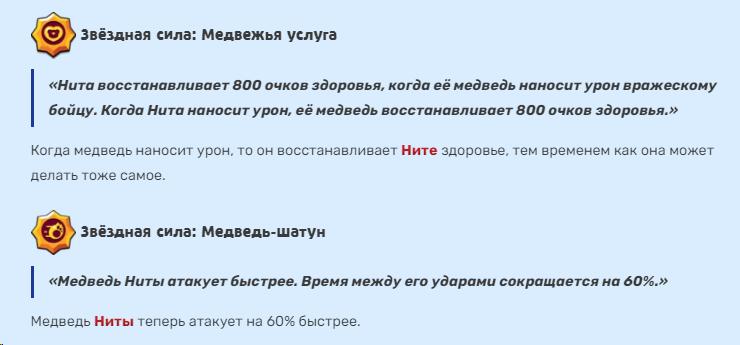 Звёздная сила: Медвежья услуга
«Нита восстанавливает 800 очков здоровья, когда её медведь наносит урон вражескому
бойцу. Когда Нита наносит урон, её медведь восстанавливает 800 очков здоровья.»
Когда медведь наносит урон, то он восстанавливает Ните здоровье, тем временем как она может
делать тоже самое.
Звёздная сила: Медведь-шатун
«Медведь Ниты атакует быстрее. Время между его ударами сокращается на 60%.»
Медведь Ниты теперь атакует на 60% быстрее.